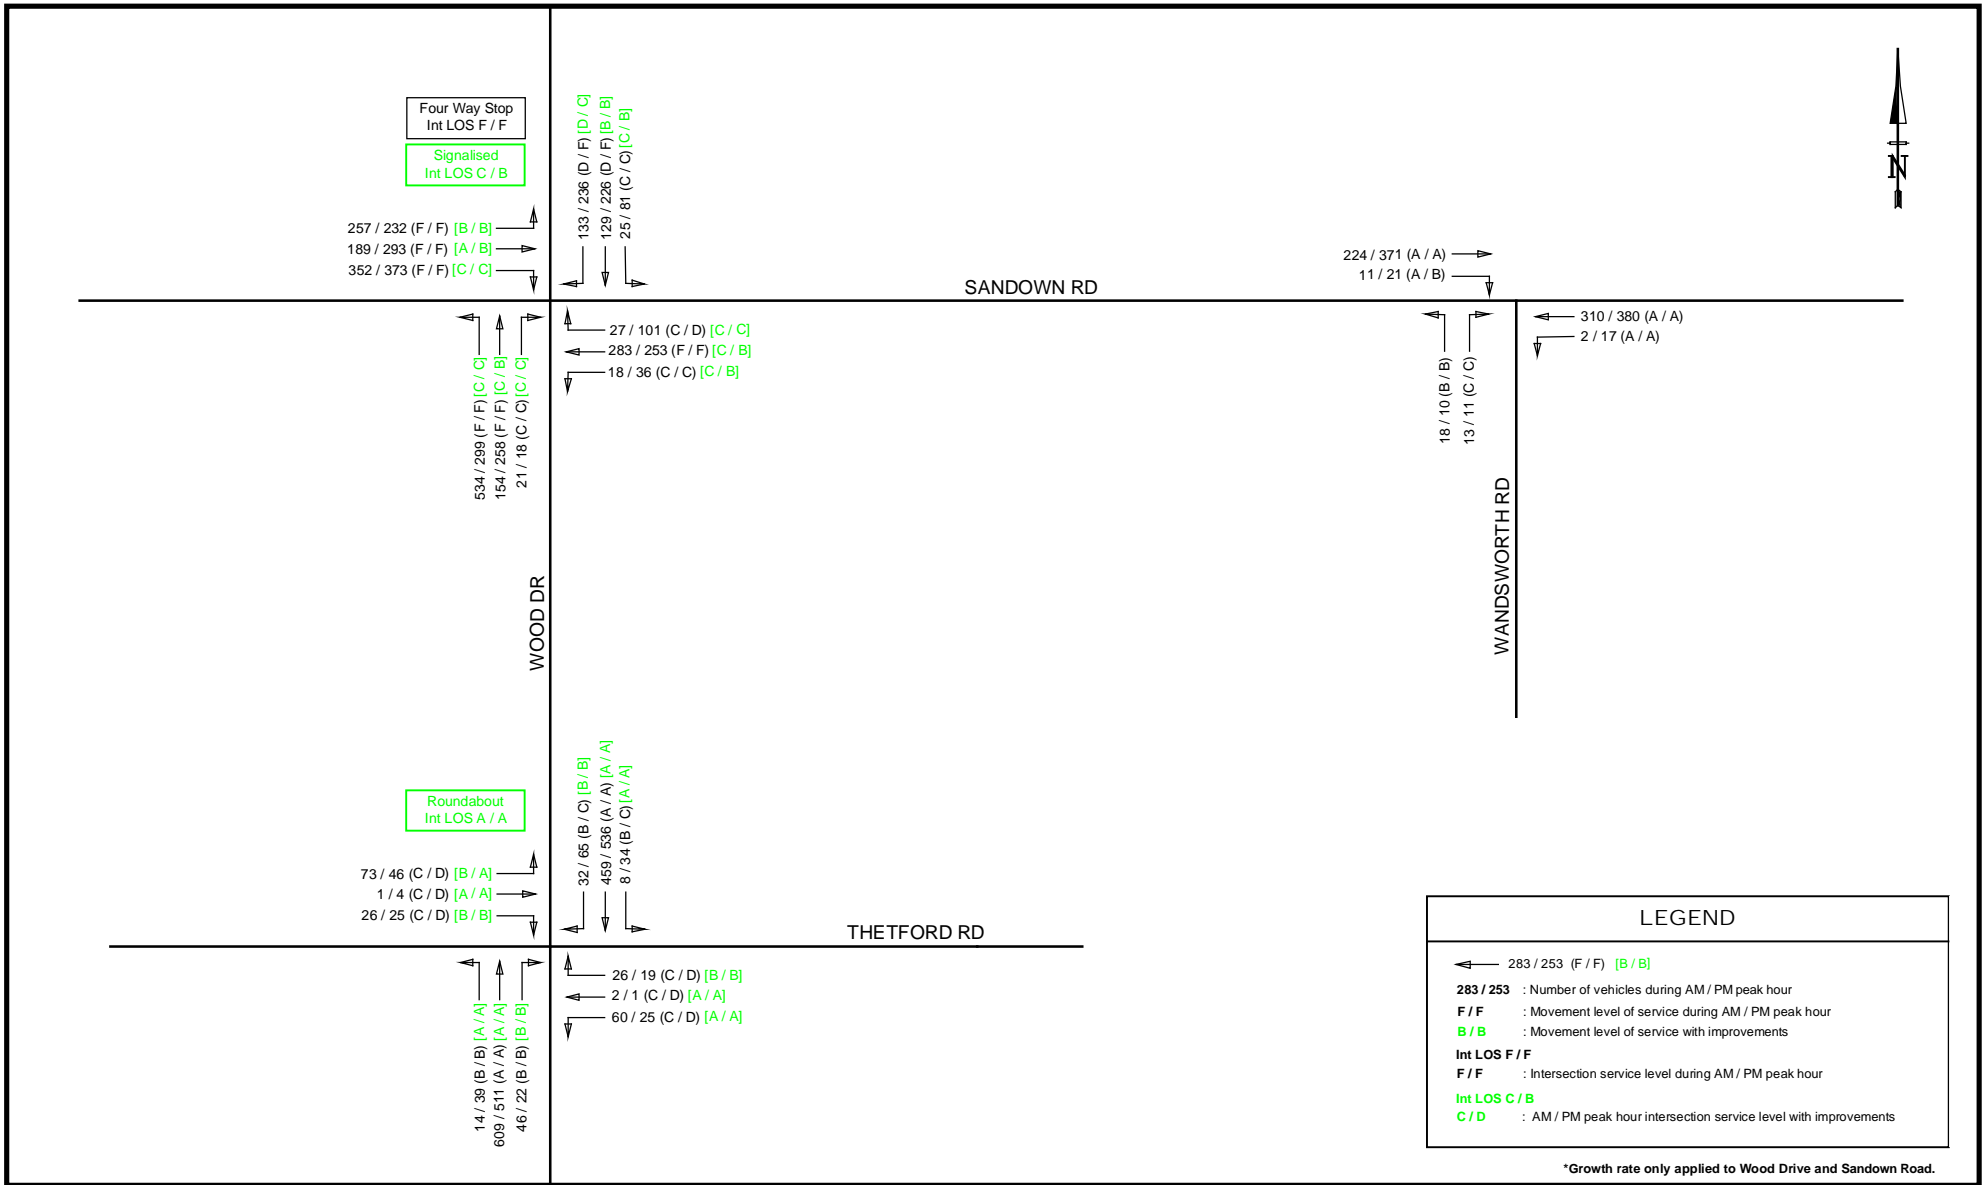 Four Way Stop
Int LOS F / F
Signalised
Int LOS C / B
257 / 232 (F / F) [B / B]
189 / 293 (F / F) [A / B]
352 / 373 (F / F) [C / C]
133 / 236 (D / F) [D / C]
129 / 226 (D / F) [B / B]
25 / 81 (C / C) [C / B]
N
SANDOWN RD
224 / 371 (A / A)
11 / 21 (A / B)
27 / 101 (C / D) [C / C]
283 / 253 (F / F) [C / B]
18 / 36 (C / C) [C / B]
534 / 299 (F / F) [C / C]
154 / 258 (F / F) [C / B]
21 / 18 (C / C) [C / C]
310 / 380 (A / A)
2 / 17 (A / A)
18 / 10 (B / B)
13 / 11 (C / C)
WOOD DR
WANDSWORTH RD
Roundabout
Int LOS A / A
73 / 46 (C / D) [B / A]
1 / 4 (C / D) [A / A]
26 / 25 (C / D) [B / B]
32 / 65 (B / C) [B / B]
459 / 536 (A / A) [A / A]
8 / 34 (B / C) [A / A]
THETFORD RD
26 / 19 (C / D) [B / B]
2 / 1 (C / D) [A / A]
60 / 25 (C / D) [A / A]
14 / 39 (B / B) [A / A]
609 / 511 (A / A) [A / A]
46 / 22 (B / B) [B / B]
LEGEND
283 / 253 (F / F) [B / B]
283 / 253 : Number of vehicles during AM / PM peak hour
F / F : Movement level of service during AM / PM peak hour
B / B : Movement level of service with improvements
Int LOS F / F
F / F : Intersection service level during AM / PM peak hour
Int LOS C / B
C / D : AM / PM peak hour intersection service level with improvements
*Growth rate only applied to Wood Drive and Sandown Road.